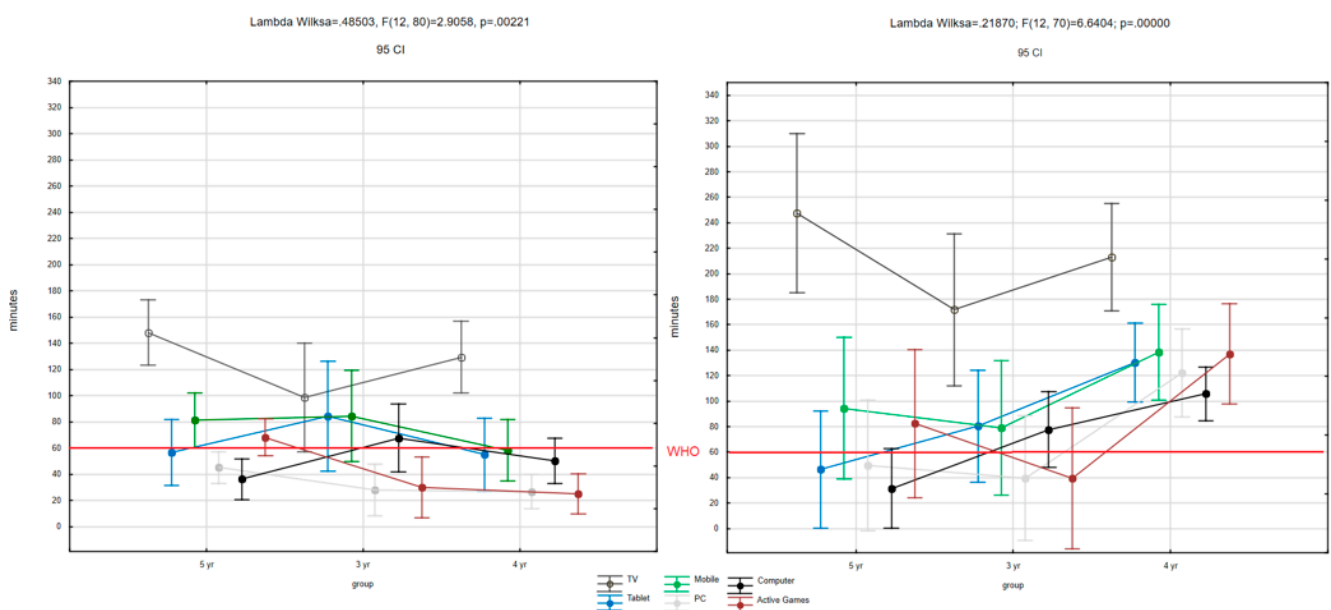 Lambda Wilksa=.48503, F(12, 80)=2.9058, p=.00221
95 CI
340
320
300
280
260
240
220
200
180
160
140
120
100
80
60
40
20
0
minutes
5 yr
3 yr
4 yr
group
Lambda Wilksa=.21870; F(12, 70)=6.6404; p=.00000
95 CI
340
320
300
280
260
240
220
200
180
160
140
120
100
80
60
40
20
0
minutes
WHO
5 yr
3 yr
4 yr
group
TV
Mobile
Computer
Tablet
PC
Active Games